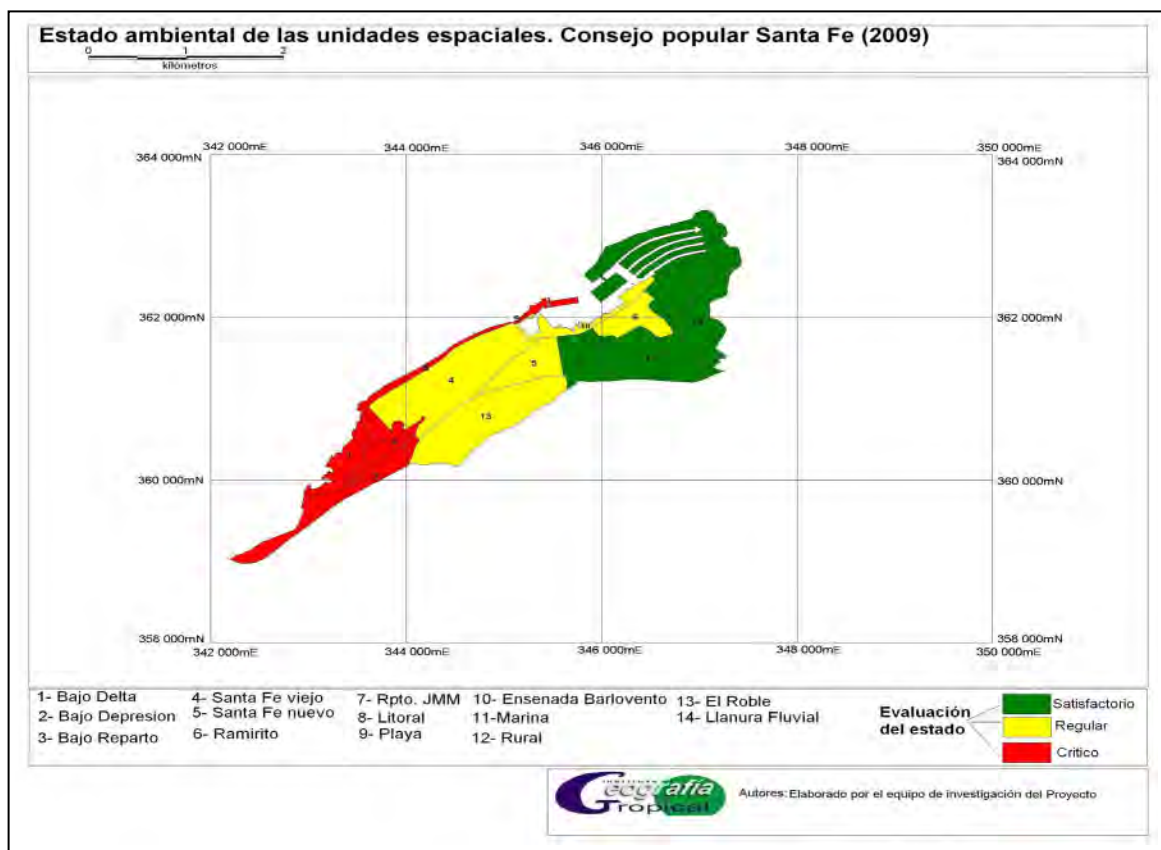 Estado ambiental de las unidades espaciales. Consejo popular Santa Fe (2009)
0 1 2
kilómetros
342 000mE 344 000mE 346 000mE 348 000mE 350 000mE
364 000mN 364 000mN
362 000mN 362 000mN
4
5
6
13
360 000mN 360 000mN
358 000mN 358 000mN
342 000mE 344 000mE 346 000mE 348 000mE 350 000mE
1- Bajo Delta
2- Bajo Depresion
3- Bajo Reparto
4- Santa Fe viejo
5- Santa Fe nuevo
6- Ramirito
7- Rpto. JMM
8- Litoral
9- Playa
10- Ensenada Barlovento
11-Marina
12- Rural
13- El Roble
14- Llanura Fluvial
Evaluación
del estado
Satisfactorio
Regular
Critico
Geografía
Tropical
Autores: Elaborado por el equipo de investigación del Proyecto